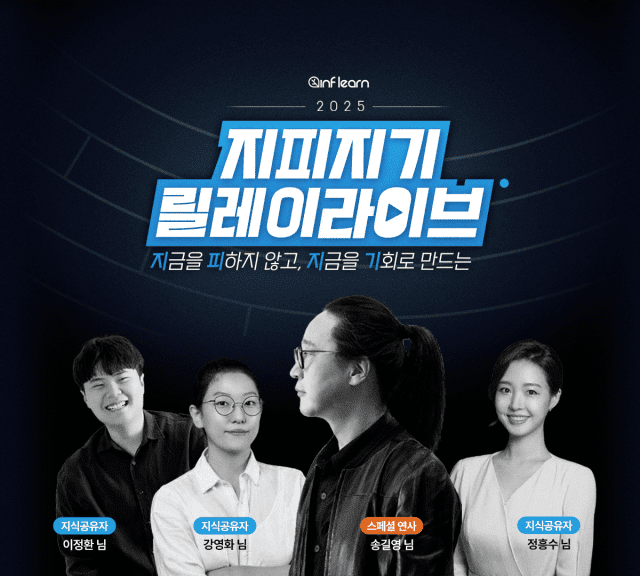 inflearn
2025
지피지기
릴레이라이브
지금을 피하지 않고, 지금을 기회로 만드는
지식공유자 지식공유자 스페셜 연사 지식공유자
이정환 님 강영화 님 송길영 님 정흥수 님